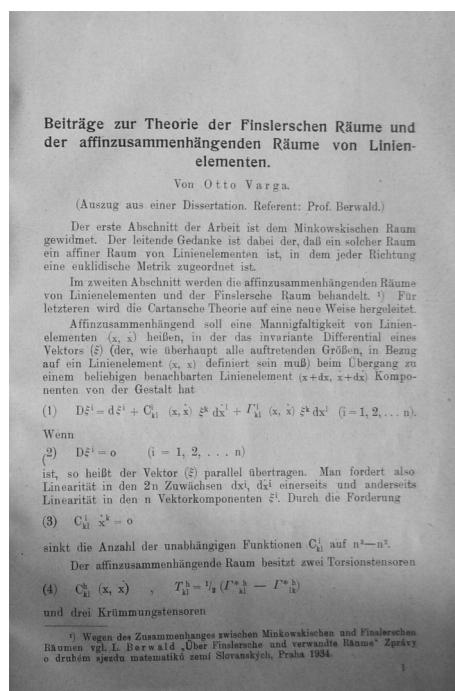 Beiträge zur Theorie der Finslerschen Räume und
der affinzusammenhängenden Räume von Linien-
elementen.
Von Otto Varga.
(Auszug aus einer Dissertation. Referent: Prof. Berwald.)
Der erste Abschnitt der Arbeit ist dem Minkowskischen Raum
gewidmet. Der leitende Gedanke ist dabei der, daß ein solcher Raum
ein affiner Raum von Linienelementen ist, in dem jeder Richtung
eine euklidische Metrik zugeordnet ist.
Im zweiten Abschnitt werden die affinzusammenhängenden Räume
von Linienelementen und der Finslersche Raum behandelt. ¹) Für
letzteren wird die Cartansche Theorie auf eine neue Weise hergeleitet.
Affinzusammenhängend soll eine Mannigfaltigkeit von Linien-
elementen (x, ẋ) heißen, in der das invariante Differential eines
Vektors (ξ) (der, wie überhaupt alle auftretenden Größen, in Bezug
auf ein Linienelement (x, ẋ) definiert sein muß) beim Übergang zu
einem beliebigen benachbarten Linienelement (x+dx, ẋ+dẋ) Kompo-
nenten von der Gestalt hat
(1) Dξⁱ = dξⁱ + Cⁱₖₗ (x, ẋ) ξᵏ dẋˡ + Γⁱₖₗ (x, ẋ) ξᵏ dxˡ (i = 1, 2, . . . n).
Wenn
(2) Dξⁱ = o (i = 1, 2, . . . n)
ist, so heißt der Vektor (ξ) parallel übertragen. Man fordert also
Linearität in den 2n Zuwächsen dxⁱ, dẋⁱ einerseits und anderseits
Linearität in den n Vektorkomponenten ξⁱ. Durch die Forderung
(3) Cⁱₖₗ ẋᵏ = o
sinkt die Anzahl der unabhängigen Funktionen Cⁱₖₗ auf n³—n².
Der affinzusammenhängende Raum besitzt zwei Torsionstensoren
(4) Cʰₖₗ (x, ẋ) , Tʰₖₗ = ¹/₂ (Γ*ʰₖₗ — Γ*ʰₗₖ)
und drei Krümmungstensoren
¹) Wegen des Zusammenhanges zwischen Minkowskischen und Finslerschen
Räumen vgl. L. Berwald „Über Finslersche und verwandte Räume" Zprávy
o druhém sjezdu matematiků zemí Slovanských, Praha 1934.
1